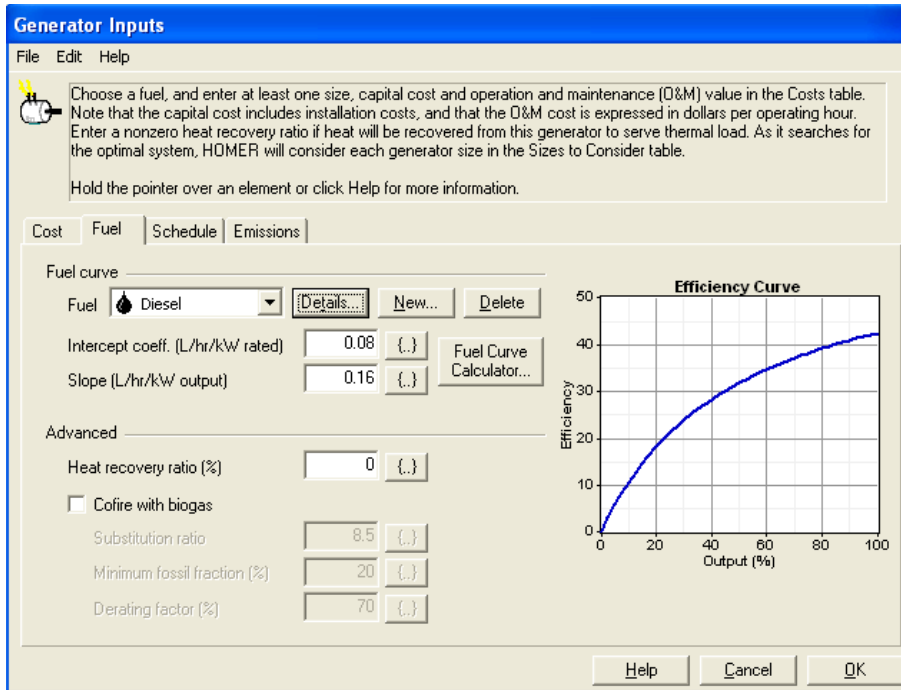 Generator Inputs
File Edit Help
Choose a fuel, and enter at least one size, capital cost and operation and maintenance (O&M) value in the Costs table.
Note that the capital cost includes installation costs, and that the O&M cost is expressed in dollars per operating hour.
Enter a nonzero heat recovery ratio if heat will be recovered from this generator to serve thermal load. As it searches for
the optimal system, HOMER will consider each generator size in the Sizes to Consider table.
Hold the pointer over an element or click Help for more information.
Cost Fuel Schedule Emissions
Fuel curve
Fuel Diesel Details... New... Delete
Intercept coeff. (L/hr/kW rated) 0.08 {..}
Slope (L/hr/kW output) 0.16 {..}
Fuel Curve
Calculator...
Advanced
Heat recovery ratio (%) 0 {..}
Cofire with biogas
Substitution ratio 8.5 {..}
Minimum fossil fraction (%) 20 {..}
Derating factor (%) 70 {..}
Efficiency Curve
Efficiency
50
40
30
20
10
0
0 20 40 60 80 100
Output (%)
Help Cancel OK